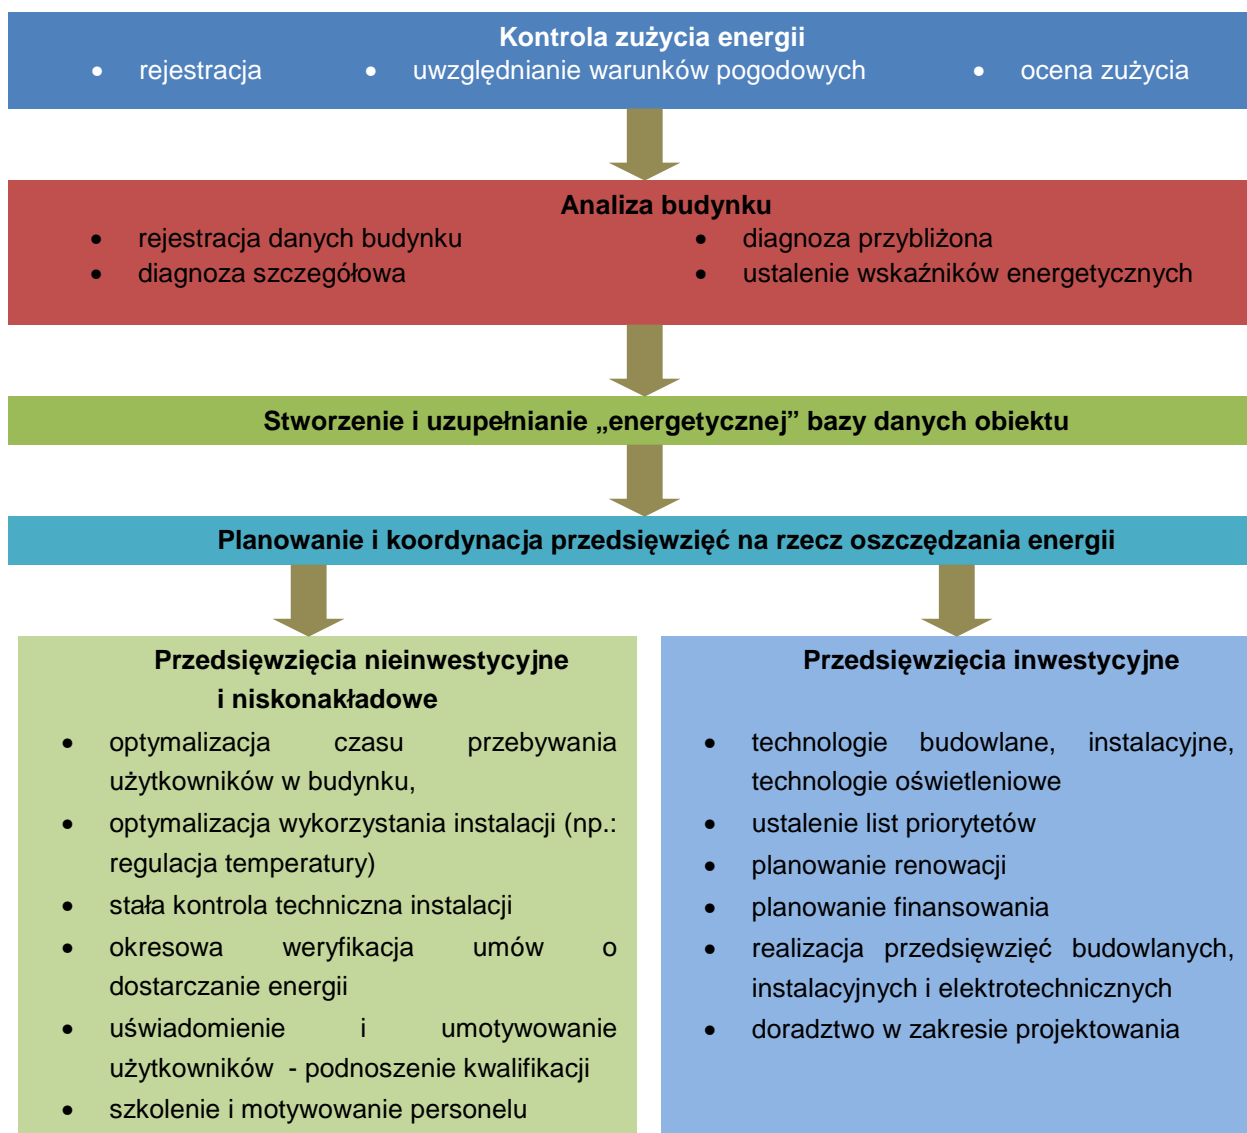 Kontrola zużycia energii
• rejestracja • uwzględnianie warunków pogodowych • ocena zużycia
Analiza budynku
• rejestracja danych budynku • diagnoza przybliżona
• diagnoza szczegółowa • ustalenie wskaźników energetycznych
Stworzenie i uzupełnianie „energetycznej” bazy danych obiektu
Planowanie i koordynacja przedsięwzięć na rzecz oszczędzania energii
Przedsięwzięcia nieinwestycyjne
i niskonakładowe
• optymalizacja czasu przebywania
użytkowników w budynku,
• optymalizacja wykorzystania instalacji (np.:
regulacja temperatury)
• stała kontrola techniczna instalacji
• okresowa weryfikacja umów o
dostarczanie energii
• uświadomienie i umotywowanie
użytkowników - podnoszenie kwalifikacji
• szkolenie i motywowanie personelu
Przedsięwzięcia inwestycyjne
• technologie budowlane, instalacyjne,
technologie oświetleniowe
• ustalenie list priorytetów
• planowanie renowacji
• planowanie finansowania
• realizacja przedsięwzięć budowlanych,
instalacyjnych i elektrotechnicznych
• doradztwo w zakresie projektowania